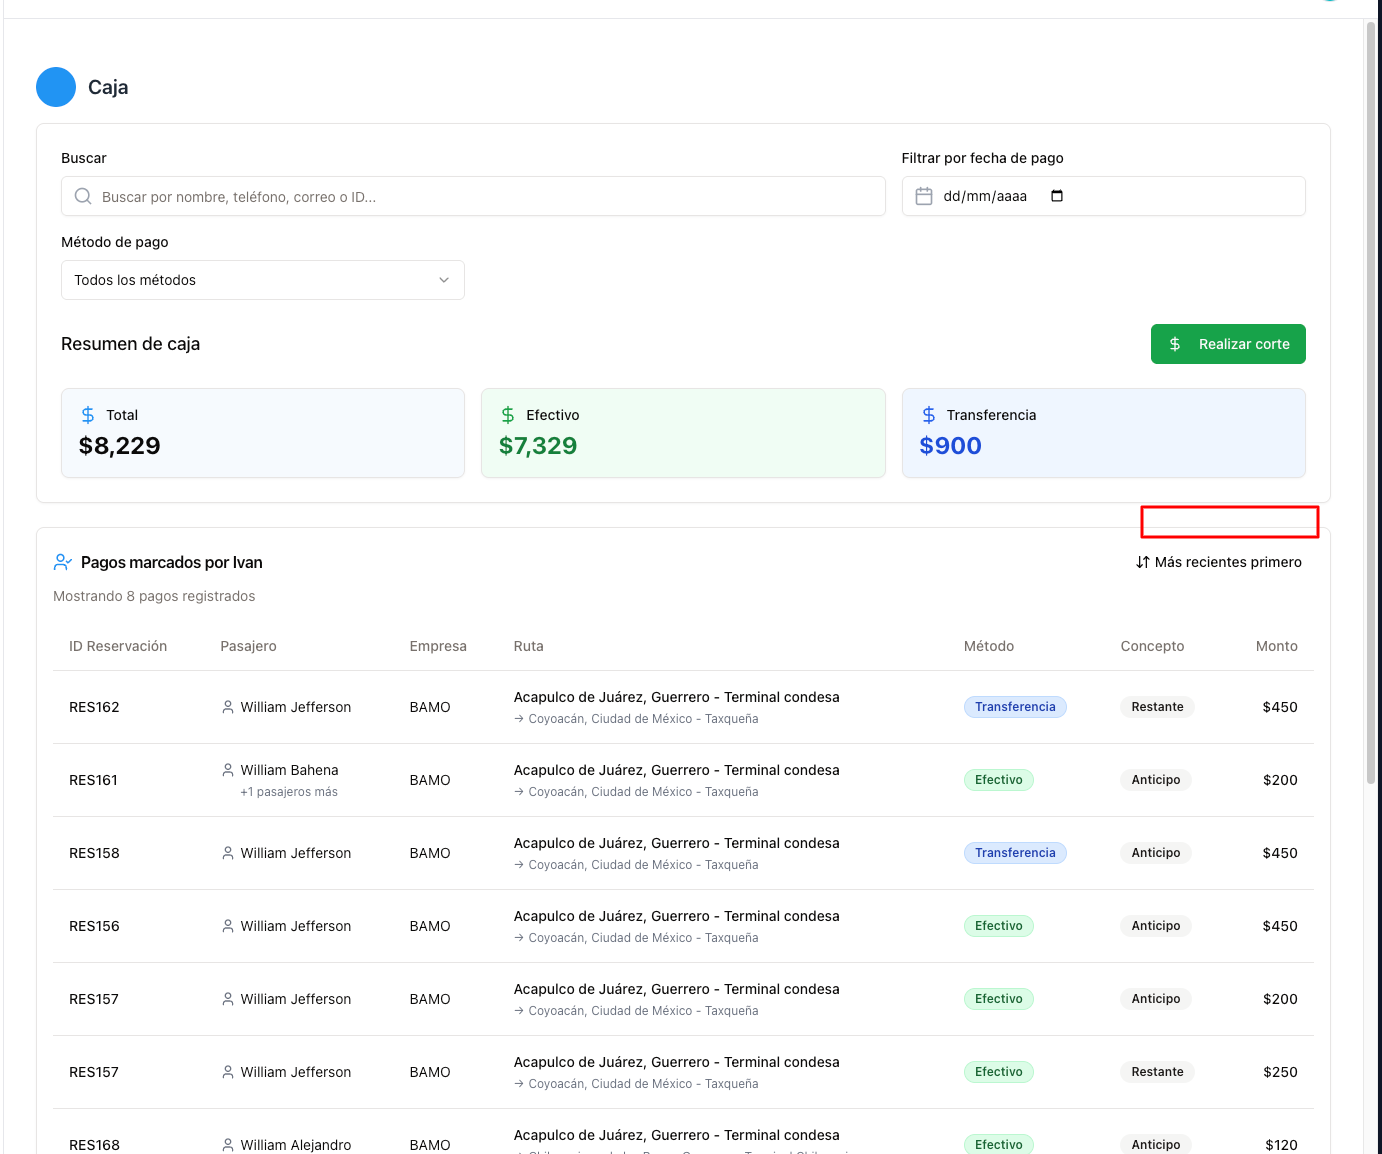 Caja
Buscar
Buscar por nombre, teléfono, correo o ID...
Filtrar por fecha de pago
dd/mm/aaaa
Método de pago
Todos los métodos
Resumen de caja
Realizar corte
Total
$8,229
Efectivo
$7,329
Transferencia
$900
Pagos marcados por Ivan
Más recientes primero
Mostrando 8 pagos registrados
ID Reservación Pasajero Empresa Ruta Método Concepto Monto
RES162 William Jefferson BAMO Acapulco de Juárez, Guerrero - Terminal condesa Transferencia Restante $450
→ Coyoacán, Ciudad de México - Taxqueña
RES161 William Bahena BAMO Acapulco de Juárez, Guerrero - Terminal condesa Efectivo Anticipo $200
+1 pasajeros más → Coyoacán, Ciudad de México - Taxqueña
RES158 William Jefferson BAMO Acapulco de Juárez, Guerrero - Terminal condesa Transferencia Anticipo $450
→ Coyoacán, Ciudad de México - Taxqueña
RES156 William Jefferson BAMO Acapulco de Juárez, Guerrero - Terminal condesa Efectivo Anticipo $450
→ Coyoacán, Ciudad de México - Taxqueña
RES157 William Jefferson BAMO Acapulco de Juárez, Guerrero - Terminal condesa Efectivo Anticipo $200
→ Coyoacán, Ciudad de México - Taxqueña
RES157 William Jefferson BAMO Acapulco de Juárez, Guerrero - Terminal condesa Efectivo Restante $250
→ Coyoacán, Ciudad de México - Taxqueña
RES168 William Alejandro BAMO Acapulco de Juárez, Guerrero - Terminal condesa Efectivo Anticipo $120